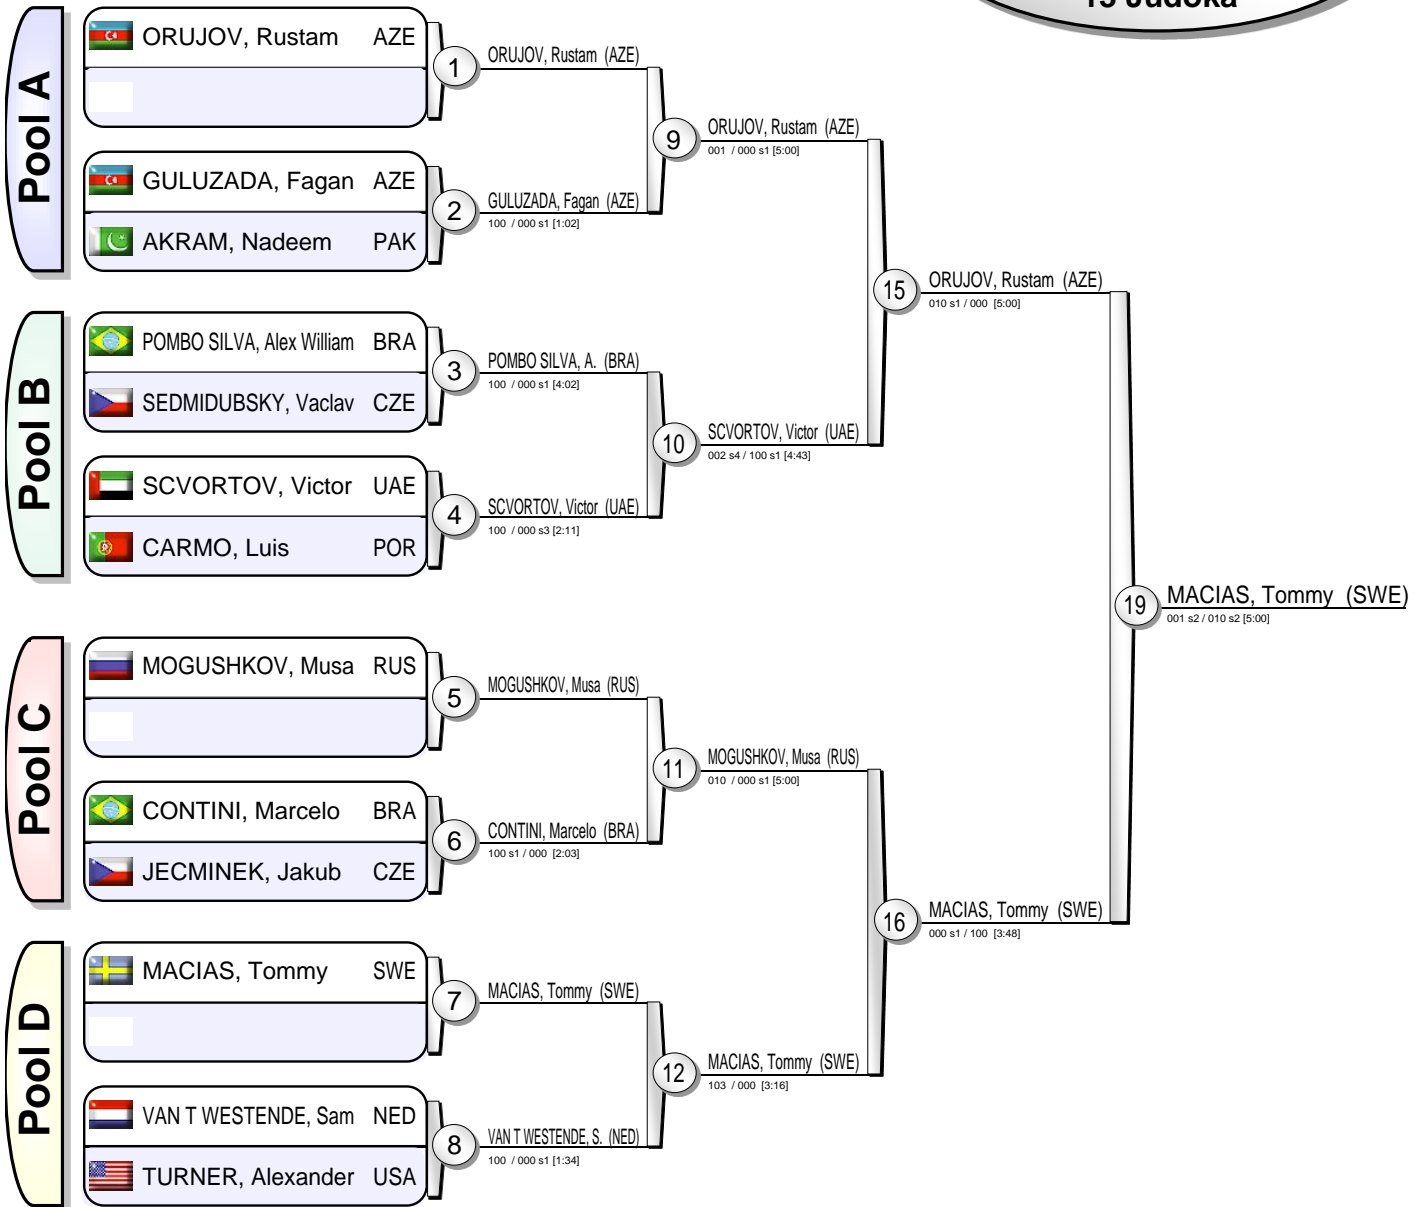 13 Judoka
Pool A
ORUJOV, Rustam AZE
GULUZADA, Fagan AZE
AKRAM, Nadeem PAK
1
ORUJOV, Rustam (AZE)
2
GULUZADA, Fagan (AZE)
100 / 000 s1 [1:02]
9
ORUJOV, Rustam (AZE)
001 / 000 s1 [5:00]
Pool B
POMBO SILVA, Alex William BRA
SEDMIDUBSKY, Vaclav CZE
SCVORTOV, Victor UAE
CARMO, Luis POR
3
POMBO SILVA, A. (BRA)
100 / 000 s1 [4:02]
4
SCVORTOV, Victor (UAE)
100 / 000 s3 [2:11]
10
SCVORTOV, Victor (UAE)
002 s4 / 100 s1 [4:43]
15
ORUJOV, Rustam (AZE)
010 s1 / 000 [5:00]
Pool C
MOGUSHKOV, Musa RUS
CONTINI, Marcelo BRA
JECMINEK, Jakub CZE
5
MOGUSHKOV, Musa (RUS)
6
CONTINI, Marcelo (BRA)
100 s1 / 000 [2:03]
11
MOGUSHKOV, Musa (RUS)
010 / 000 s1 [5:00]
Pool D
MACIAS, Tommy SWE
VAN T WESTENDE, Sam NED
TURNER, Alexander USA
7
MACIAS, Tommy (SWE)
8
VAN T WESTENDE, S. (NED)
100 / 000 s1 [1:34]
12
MACIAS, Tommy (SWE)
103 / 000 [3:16]
16
MACIAS, Tommy (SWE)
000 s1 / 100 [3:48]
19
MACIAS, Tommy (SWE)
001 s2 / 010 s2 [5:00]